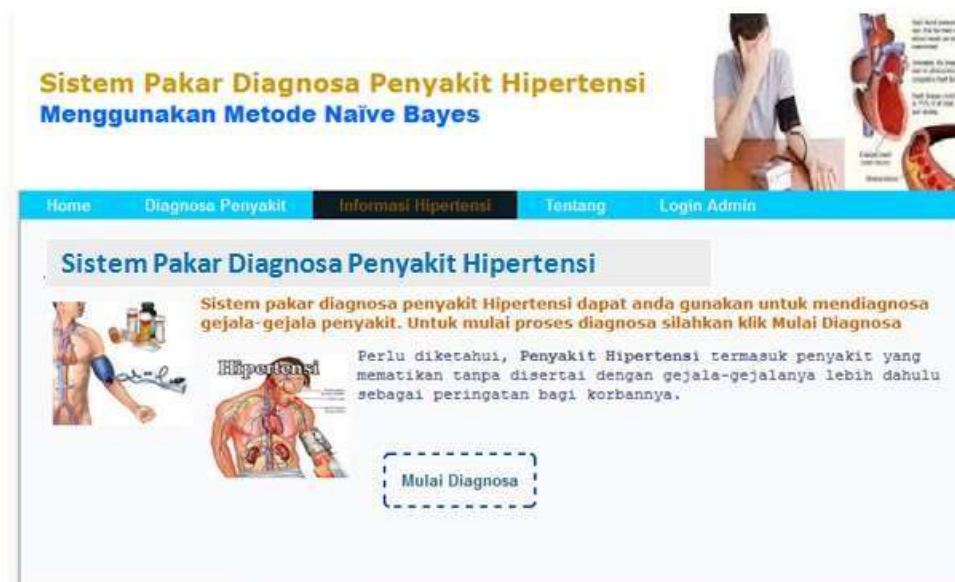 Sistem Pakar Diagnosa Penyakit Hipertensi
Menggunakan Metode Naïve Bayes
Home Diagnosa Penyakit Informasi Hipertensi Tentang Login Admin
Sistem Pakar Diagnosa Penyakit Hipertensi
Sistem pakar diagnosa penyakit Hipertensi dapat anda gunakan untuk mendiagnosa
gejala-gejala penyakit. Untuk mulai proses diagnosa silahkan klik Mulai Diagnosa
Hipertensi
Perlu diketahui, Penyakit Hipertensi termasuk penyakit yang
mematikan tanpa disertai dengan gejala-gejalanya lebih dahulu
sebagai peringatan bagi korbannya.
Mulai Diagnosa